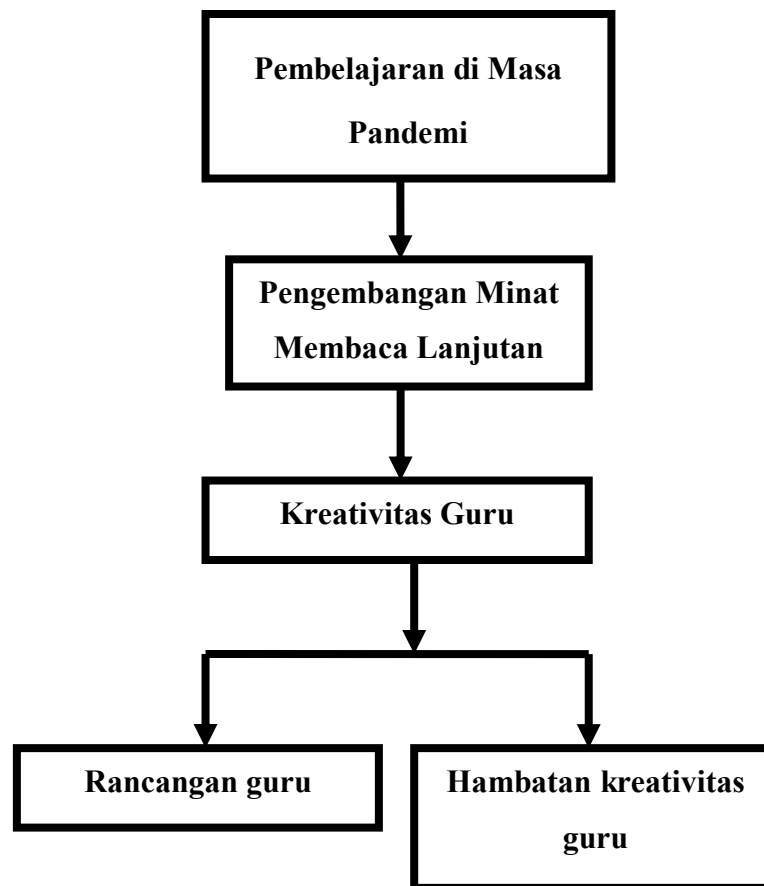 Pembelajaran di Masa
Pandemi
Pengembangan Minat
Membaca Lanjutan
Kreativitas Guru
Rancangan guru
Hambatan kreativitas
guru